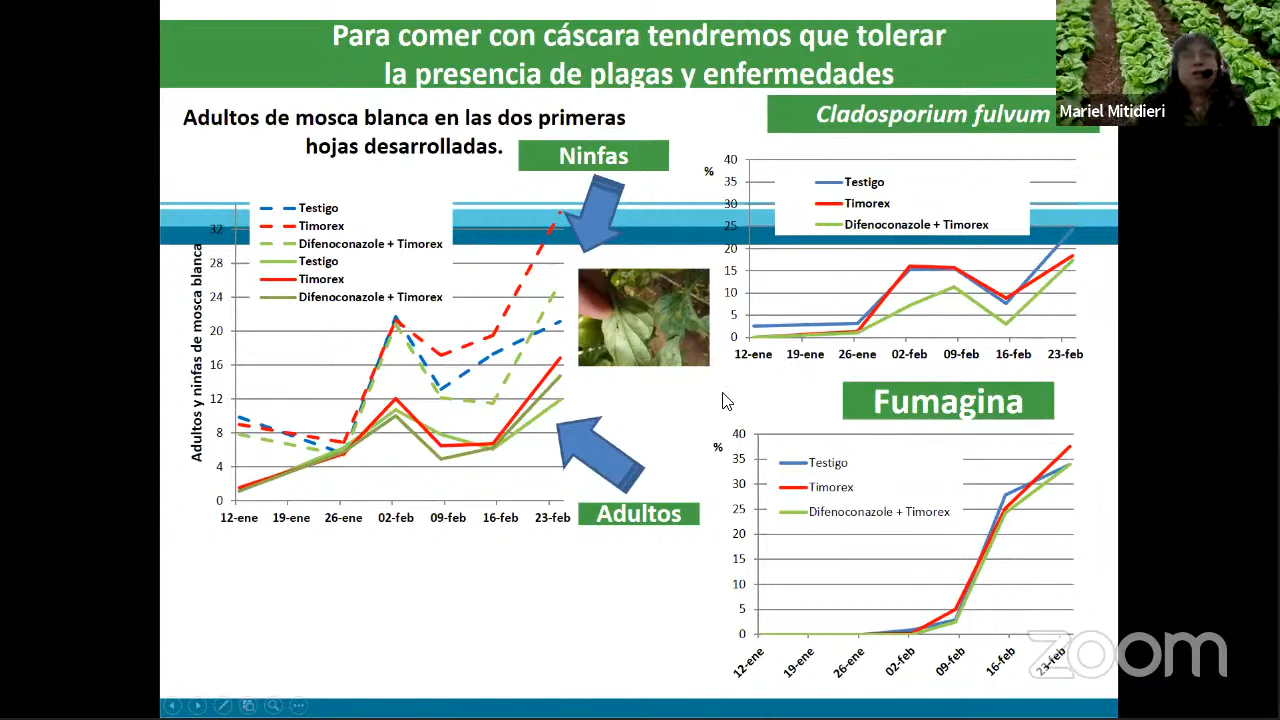 Para comer con cáscara tendremos que tolerar
la presencia de plagas y enfermedades
Mariel Mitidieri
Adultos de mosca blanca en las dos primeras
hojas desarrolladas.
Ninfas
Adultos y ninfas de mosca blanca
Testigo
Timorex
Difenoconazole + Timorex
Testigo
Timorex
Difenoconazole + Timorex
32
28
24
20
16
12
8
4
0
12-ene 19-ene 26-ene 02-feb 09-feb 16-feb 23-feb
Adultos
Cladosporium fulvum
%
40
35
30
25
20
15
10
5
0
Testigo
Timorex
Difenoconazole + Timorex
12-ene 19-ene 26-ene 02-feb 09-feb 16-feb 23-feb
Fumagina
%
40
35
30
25
20
15
10
5
0
Testigo
Timorex
Difenoconazole + Timorex
12-ene 19-ene 26-ene 02-feb 09-feb 16-feb 23-feb
zoom